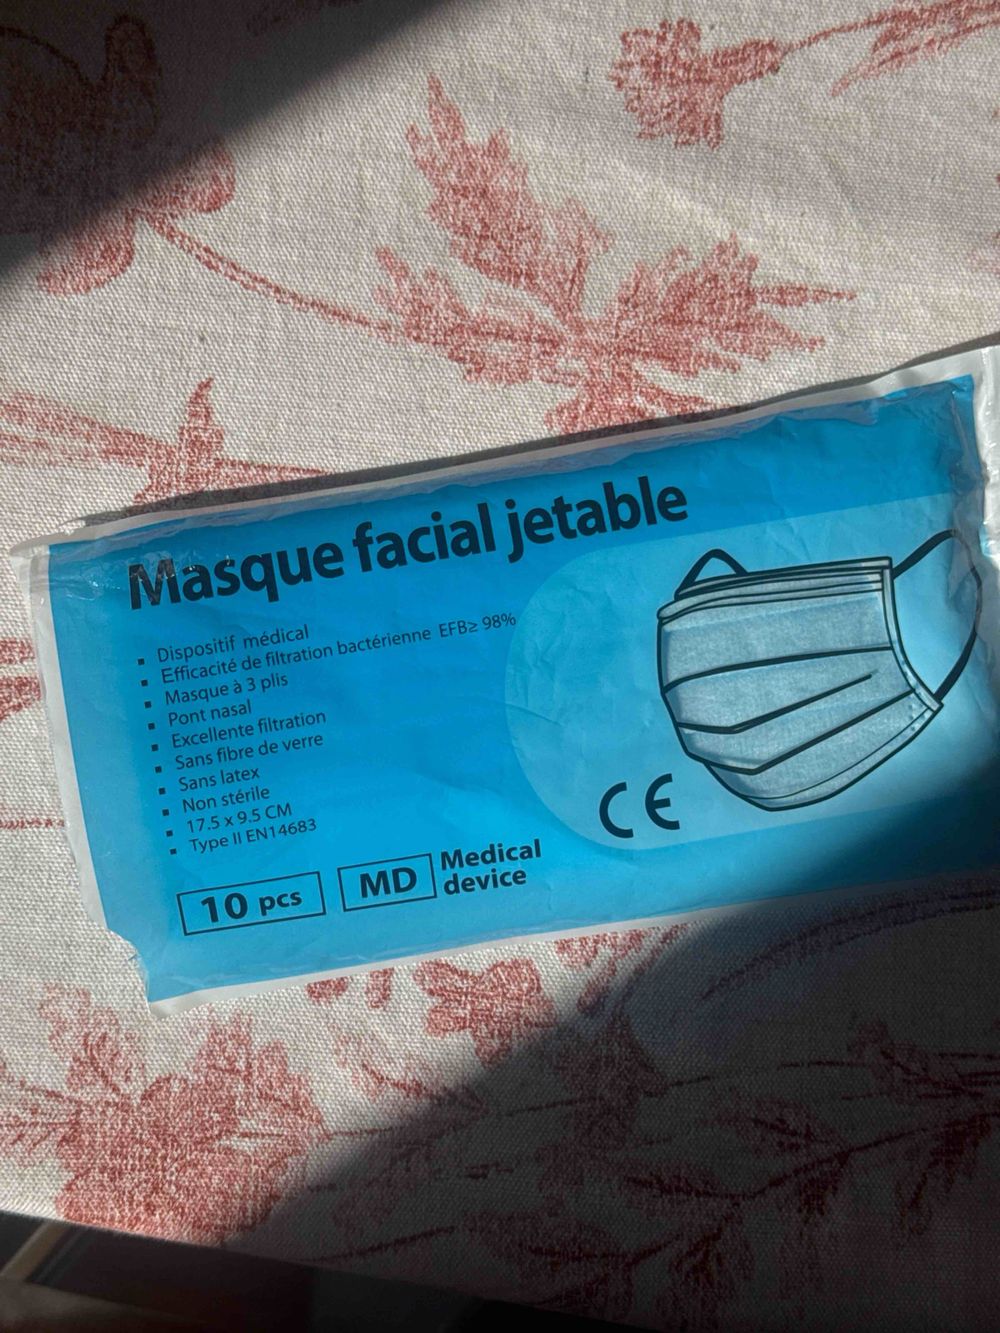 Masque facial jetable
▪ Dispositif médical
▪ Efficacité de filtration bactérienne EFB≥ 98%
▪ Masque à 3 plis
▪ Pont nasal
▪ Excellente filtration
▪ Sans fibre de verre
▪ Sans latex
▪ Non stérile
▪ 17.5 x 9.5 CM
▪ Type II EN14683
CE
10 pcs
MD
Medical
device